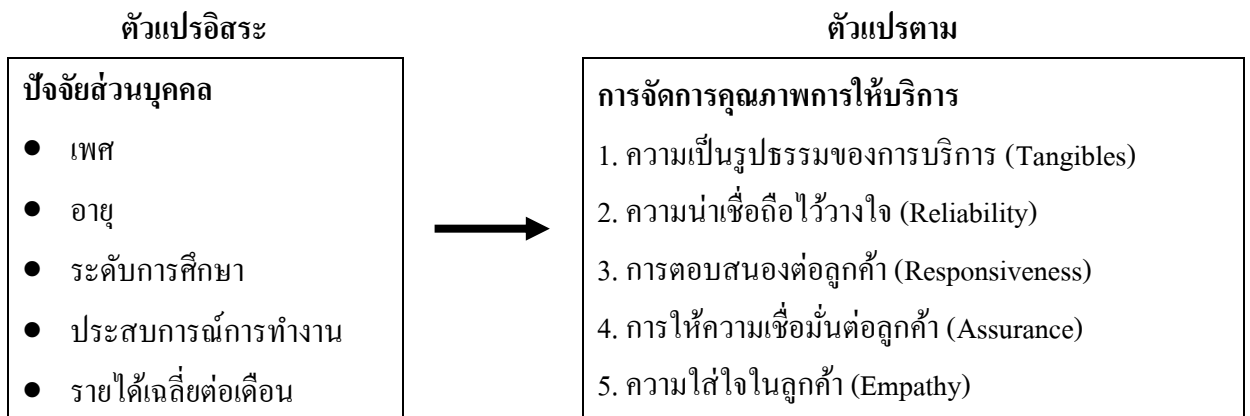 ตัวแปรอิสระ
ปัจจัยส่วนบุคคล
● เพศ
● อายุ
● ระดับการศึกษา
● ประสบการณ์การทำงาน
● รายได้เฉลี่ยต่อเดือน
ตัวแปรตาม
การจัดการคุณภาพการให้บริการ
1. ความเป็นรูปธรรมของการบริการ (Tangibles)
2. ความน่าเชื่อถือไว้วางใจ (Reliability)
3. การตอบสนองต่อลูกค้า (Responsiveness)
4. การให้ความเชื่อมั่นต่อลูกค้า (Assurance)
5. ความใส่ใจในลูกค้า (Empathy)